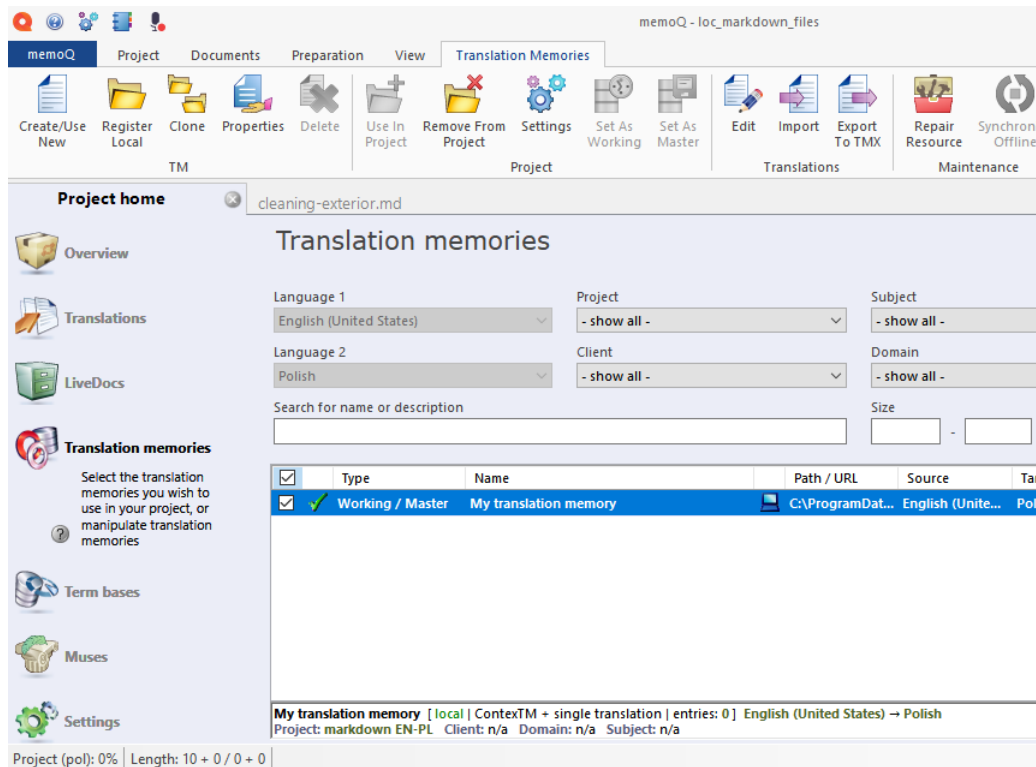 memoQ - loc_markdown_files
memoQ Project Documents Preparation View Translation Memories
Create/Use New
Register Local
Clone
Properties
Delete
Use In Project
Remove From Project
Settings
Set As Working
Set As Master
Edit
Import
Export To TMX
Repair Resource
Synchron
Offline
TM
Project
Translations
Maintenance
Project home
cleaning-exterior.md
Overview
Translations
LiveDocs
Translation memories
Select the translation
memories you wish to
use in your project, or
manipulate translation
memories
Term bases
Muses
Settings
Translation memories
Language 1 Project Subject
English (United States) - show all - - show all -
Language 2 Client Domain
Polish - show all - - show all -
Search for name or description Size
-
Type Name Path / URL Source Ta
Working / Master My translation memory C:\ProgramDat... English (Unite... Pol
My translation memory [ local | ContexTM + single translation | entries: 0 ] English (United States) → Polish
Project: markdown EN-PL Client: n/a Domain: n/a Subject: n/a
Project (pol): 0% Length: 10 + 0 / 0 + 0